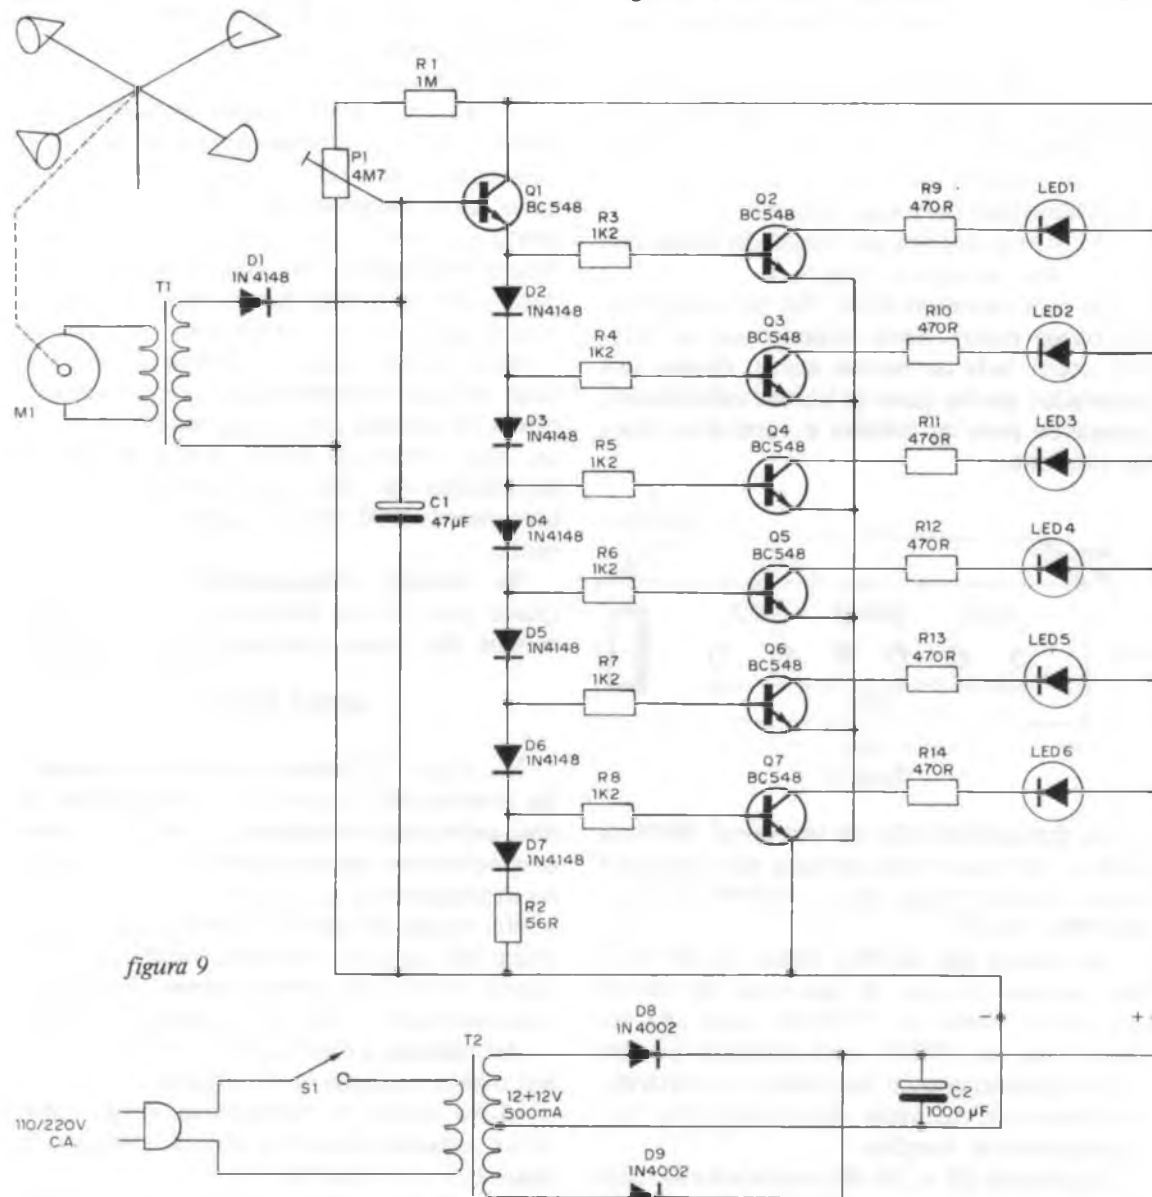 R1
1M
P1
4M7
Q1
BC548
R3
1K2
Q2
BC548
R9
470R
LED1
D1
1N4148
T1
D2
1N4148
R4
1K2
Q3
BC548
R10
470R
LED2
M1
D3
1N4148
R5
1K2
Q4
BC548
R11
470R
LED3
C1
47µF
D4
1N4148
R6
1K2
Q5
BC548
R12
470R
LED4
D5
1N4148
R7
1K2
Q6
BC548
R13
470R
LED5
D6
1N4148
R8
1K2
Q7
BC548
R14
470R
LED6
D7
1N4148
R2
56R
figura 9
−
+
D8
1N4002
T2
S1
12+12V
500mA
C2
1000µF
110/220V
C.A.
D9
1N4002